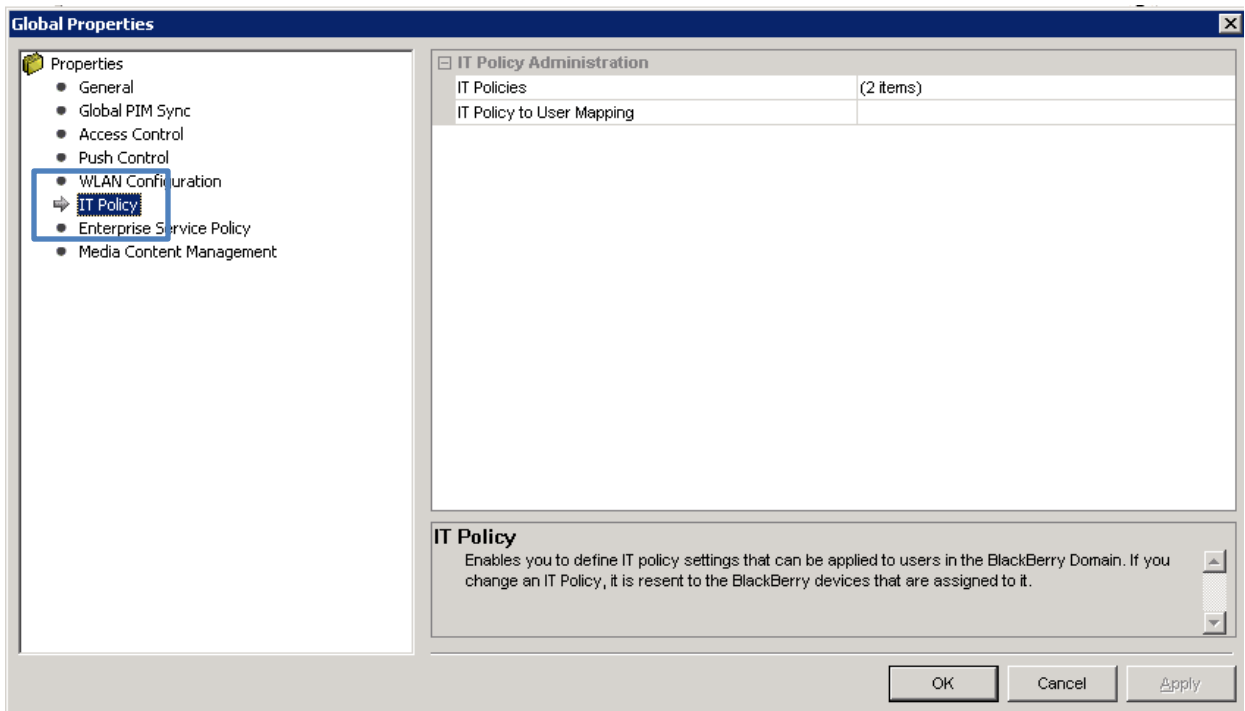 Global Properties
Properties
General
Global PIM Sync
Access Control
Push Control
WLAN Configuration
IT Policy
Enterprise Service Policy
Media Content Management
IT Policy Administration
IT Policies (2 items)
IT Policy to User Mapping
IT Policy
Enables you to define IT policy settings that can be applied to users in the BlackBerry Domain. If you
change an IT Policy, it is resent to the BlackBerry devices that are assigned to it.
OK Cancel Apply